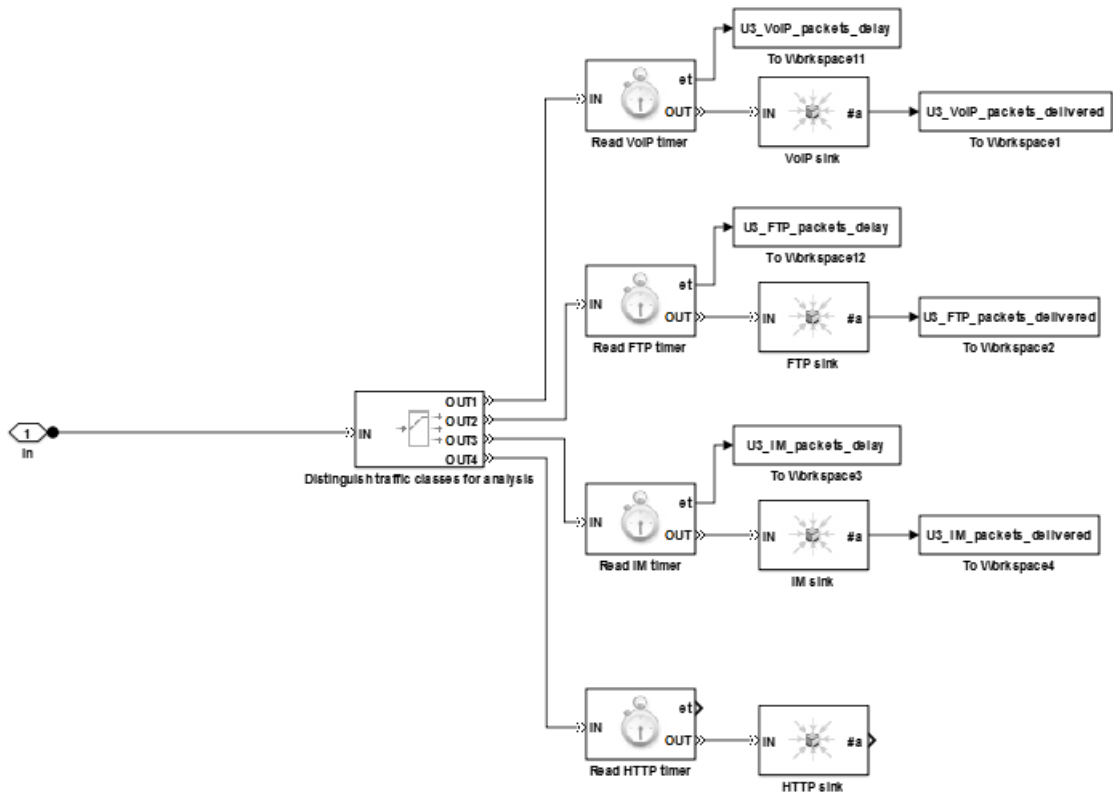 U3_VoIP_packets_delay
To Workspace11
et
IN
OUT
Read VoIP timer
IN
#a
VoIP sink
U3_VoIP_packets_delivered
To Workspace1
U3_FTP_packets_delay
To Workspace12
et
IN
OUT
Read FTP timer
IN
#a
FTP sink
U3_FTP_packets_delivered
To Workspace2
1
In
IN
OUT1
OUT2
OUT3
OUT4
Distinguish traffic classes for analysis
U3_IM_packets_delay
To Workspace3
et
IN
OUT
Read IM timer
IN
#a
IM sink
U3_IM_packets_delivered
To Workspace4
et
IN
OUT
Read HTTP timer
IN
#a
HTTP sink